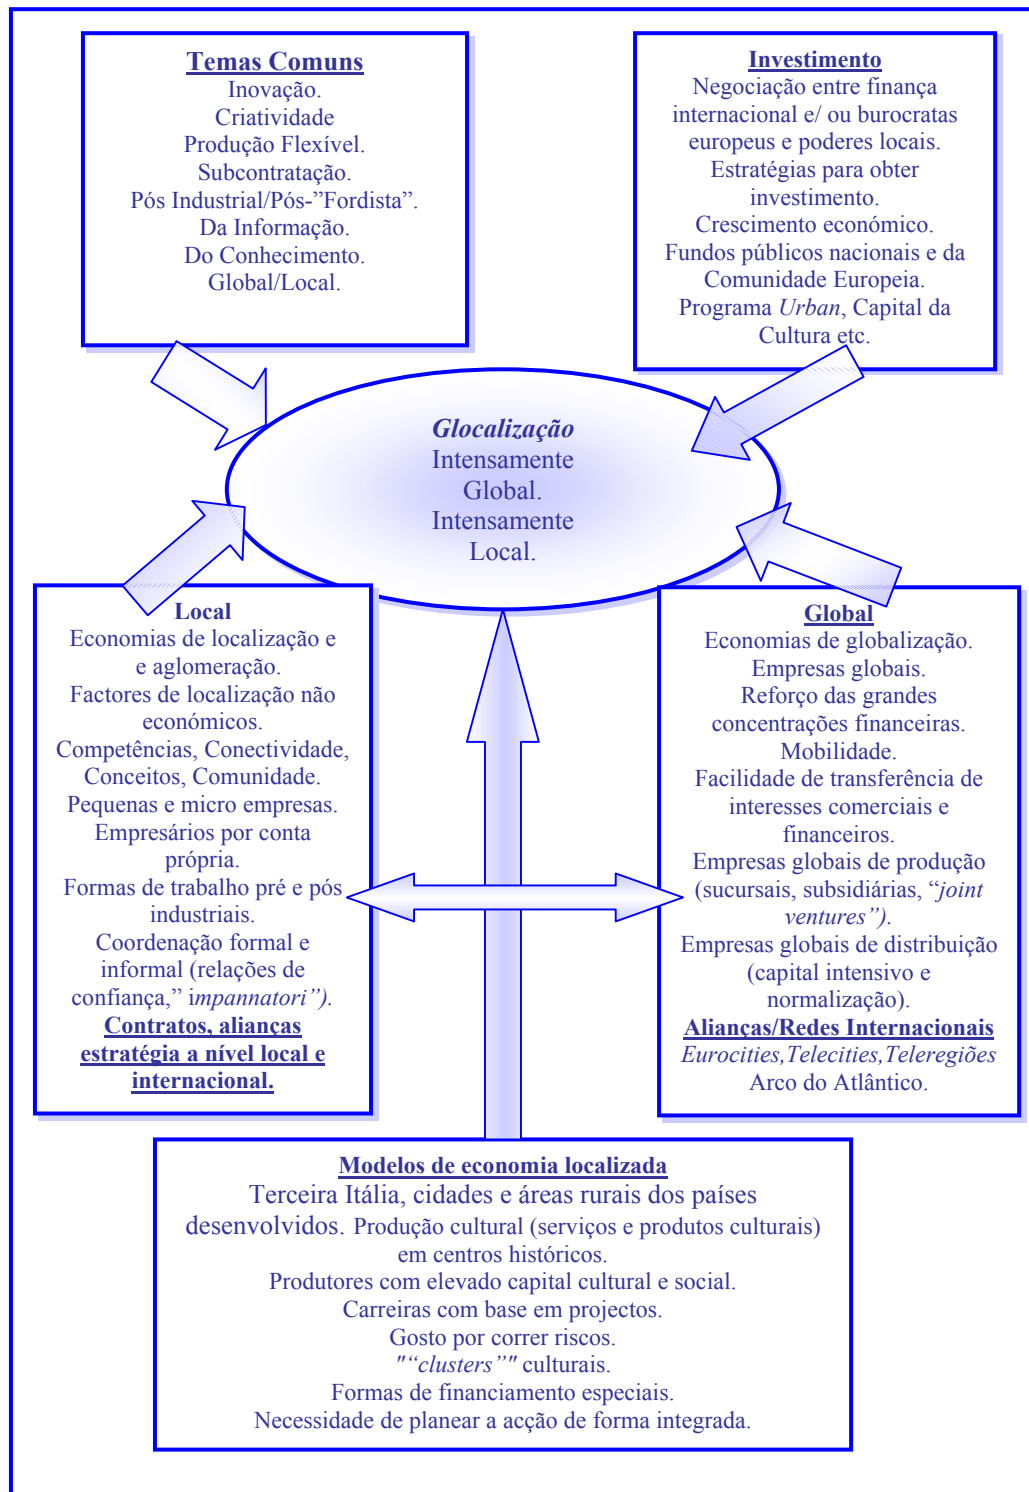 Temas Comuns
Inovação.
Criatividade
Produção Flexível.
Subcontratação.
Pós Industrial/Pós-”Fordista”.
Da Informação.
Do Conhecimento.
Global/Local.
Investimento
Negociação entre finança
internacional e/ ou burocratas
europeus e poderes locais.
Estratégias para obter
investimento.
Crescimento económico.
Fundos públicos nacionais e da
Comunidade Europeia.
Programa Urban, Capital da
Cultura etc.
Glocalização
Intensamente
Global.
Intensamente
Local.
Local
Economias de localização e
e aglomeração.
Factores de localização não
económicos.
Competências, Conectividade,
Conceitos, Comunidade.
Pequenas e micro empresas.
Empresários por conta
própria.
Formas de trabalho pré e pós
industriais.
Coordenação formal e
informal (relações de
confiança,” impannatori”).
Contratos, alianças
estratégia a nível local e
internacional.
Global
Economias de globalização.
Empresas globais.
Reforço das grandes
concentrações financeiras.
Mobilidade.
Facilidade de transferência de
interesses comerciais e
financeiros.
Empresas globais de produção
(sucursais, subsidiárias, “joint
ventures”).
Empresas globais de distribuição
(capital intensivo e
normalização).
Alianças/Redes Internacionais
Eurocities,Telecities,Teleregiões
Arco do Atlântico.
Modelos de economia localizada
Terceira Itália, cidades e áreas rurais dos países
desenvolvidos. Produção cultural (serviços e produtos culturais)
em centros históricos.
Produtores com elevado capital cultural e social.
Carreiras com base em projectos.
Gosto por correr riscos.
"“clusters”" culturais.
Formas de financiamento especiais.
Necessidade de planear a acção de forma integrada.